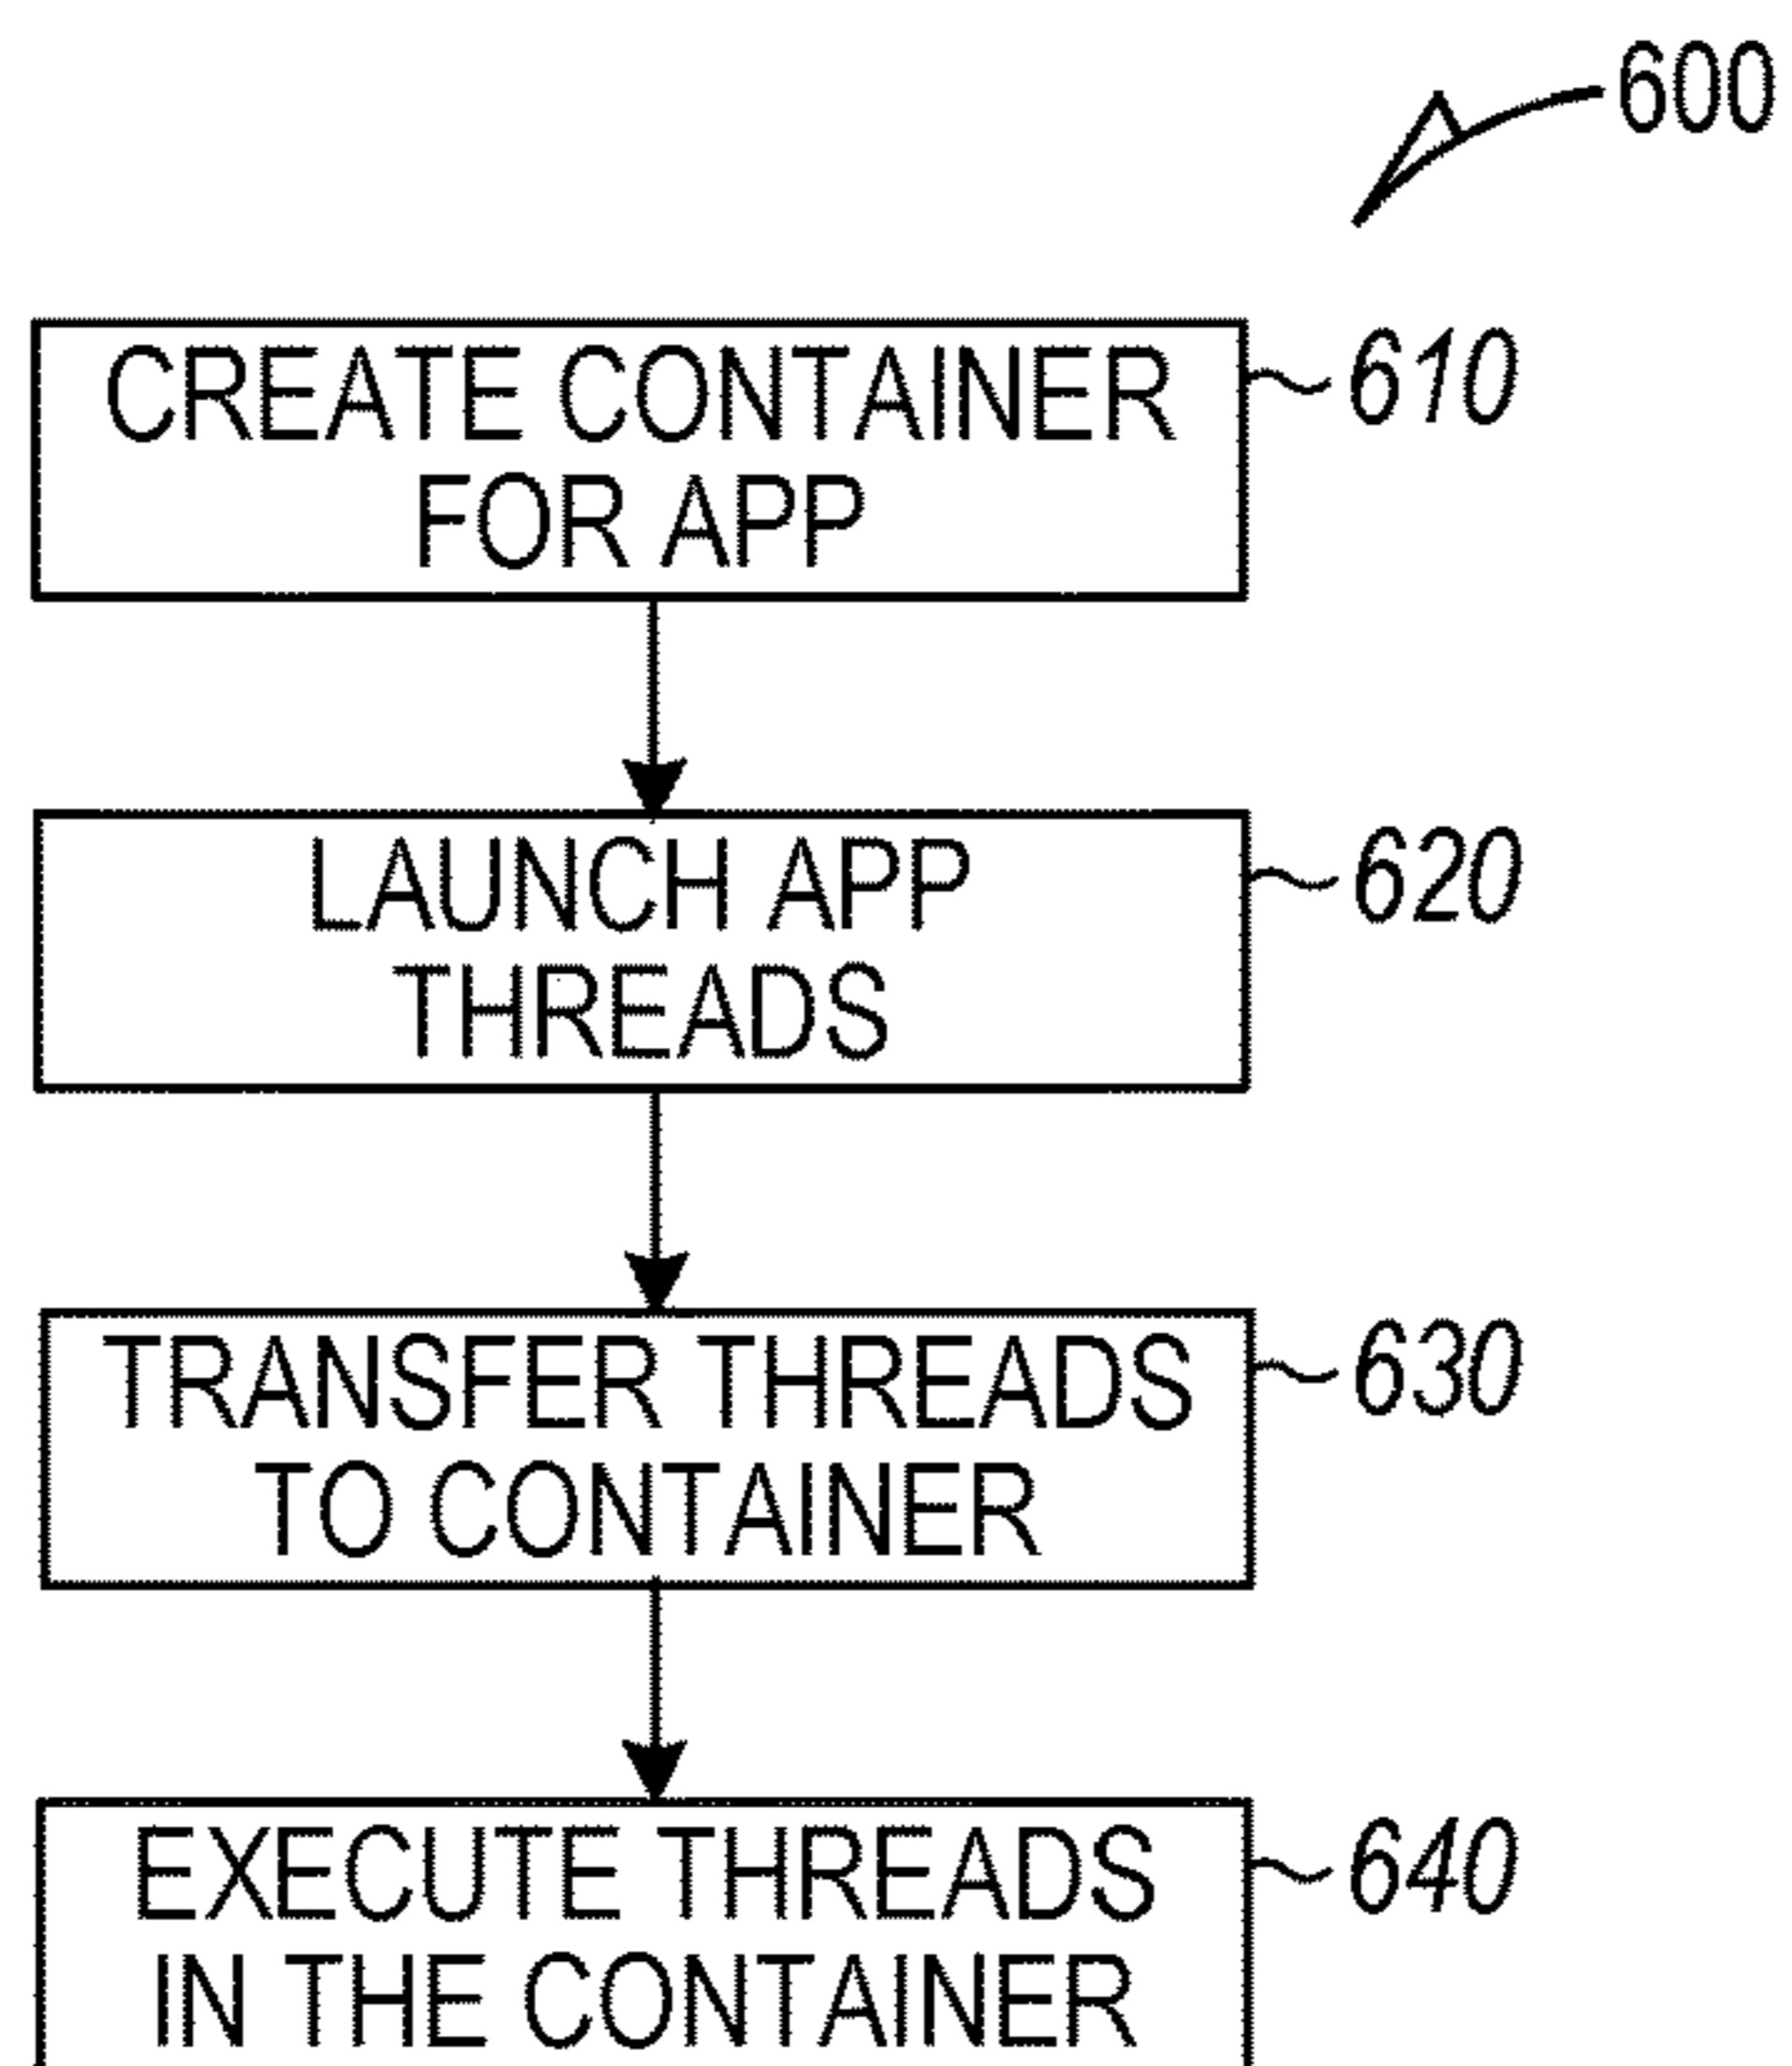 600
CREATE CONTAINER
FOR APP
610
LAUNCH APP
THREADS
620
TRANSFER THREADS
TO CONTAINER
630
EXECUTE THREADS
IN THE CONTAINER
640